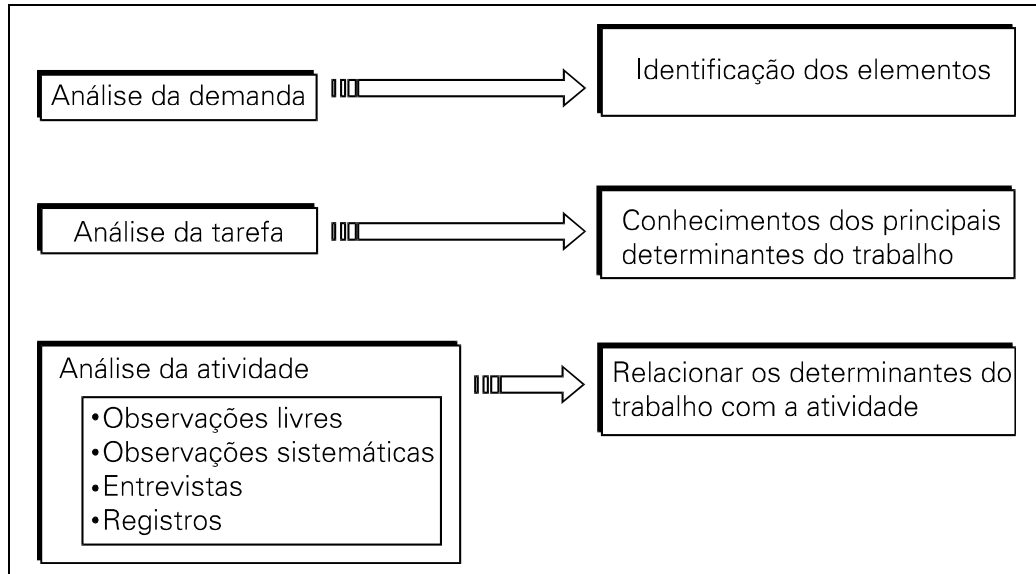 Análise da demanda
Identificação dos elementos
Análise da tarefa
Conhecimentos dos principais
determinantes do trabalho
Análise da atividade
•Observações livres
•Observações sistemáticas
•Entrevistas
•Registros
Relacionar os determinantes do
trabalho com a atividade